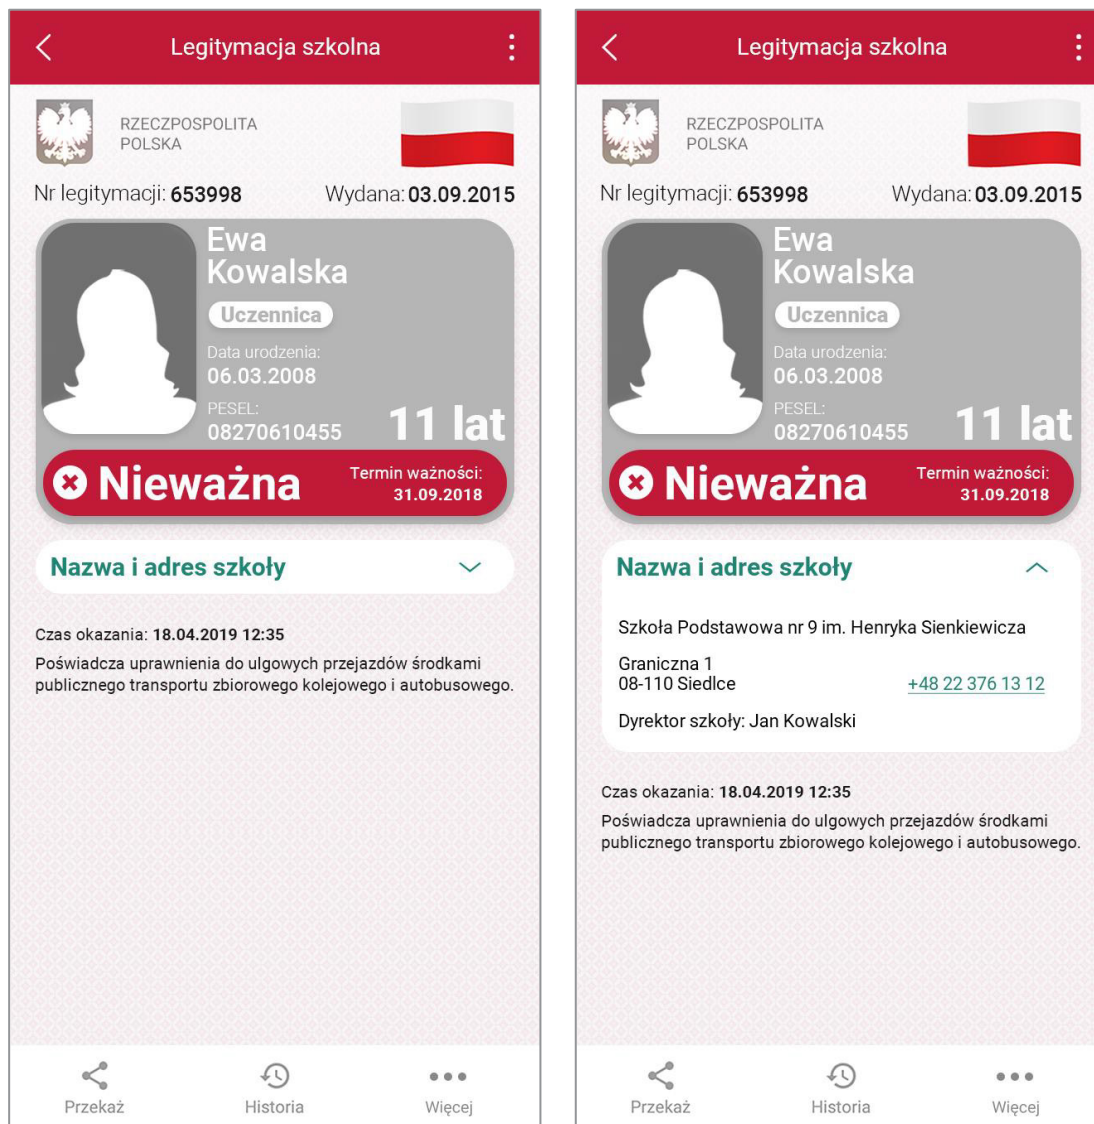 Legitymacja szkolna
RZECZPOSPOLITA
POLSKA
Nr legitymacji: 653998 Wydana: 03.09.2015
Ewa
Kowalska
Uczennica
Data urodzenia:
06.03.2008
PESEL:
08270610455
11 lat
Nieważna
Termin ważności:
31.09.2018
Nazwa i adres szkoły
Czas okazania: 18.04.2019 12:35
Poświadcza uprawnienia do ulgowych przejazdów środkami
publicznego transportu zbiorowego kolejowego i autobusowego.
Przekaż Historia Więcej
Legitymacja szkolna
RZECZPOSPOLITA
POLSKA
Nr legitymacji: 653998 Wydana: 03.09.2015
Ewa
Kowalska
Uczennica
Data urodzenia:
06.03.2008
PESEL:
08270610455
11 lat
Nieważna
Termin ważności:
31.09.2018
Nazwa i adres szkoły
Szkoła Podstawowa nr 9 im. Henryka Sienkiewicza
Graniczna 1
08-110 Siedlce +48 22 376 13 12
Dyrektor szkoły: Jan Kowalski
Czas okazania: 18.04.2019 12:35
Poświadcza uprawnienia do ulgowych przejazdów środkami
publicznego transportu zbiorowego kolejowego i autobusowego.
Przekaż Historia Więcej